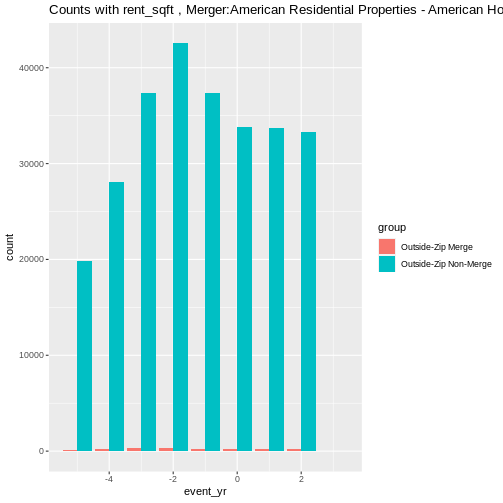 Counts with rent_sqft , Merger:American Residential Properties - American Ho
40000
30000
20000
10000
0
count
-4
-2
0
2
event_yr
group
Outside-Zip Merge
Outside-Zip Non-Merge